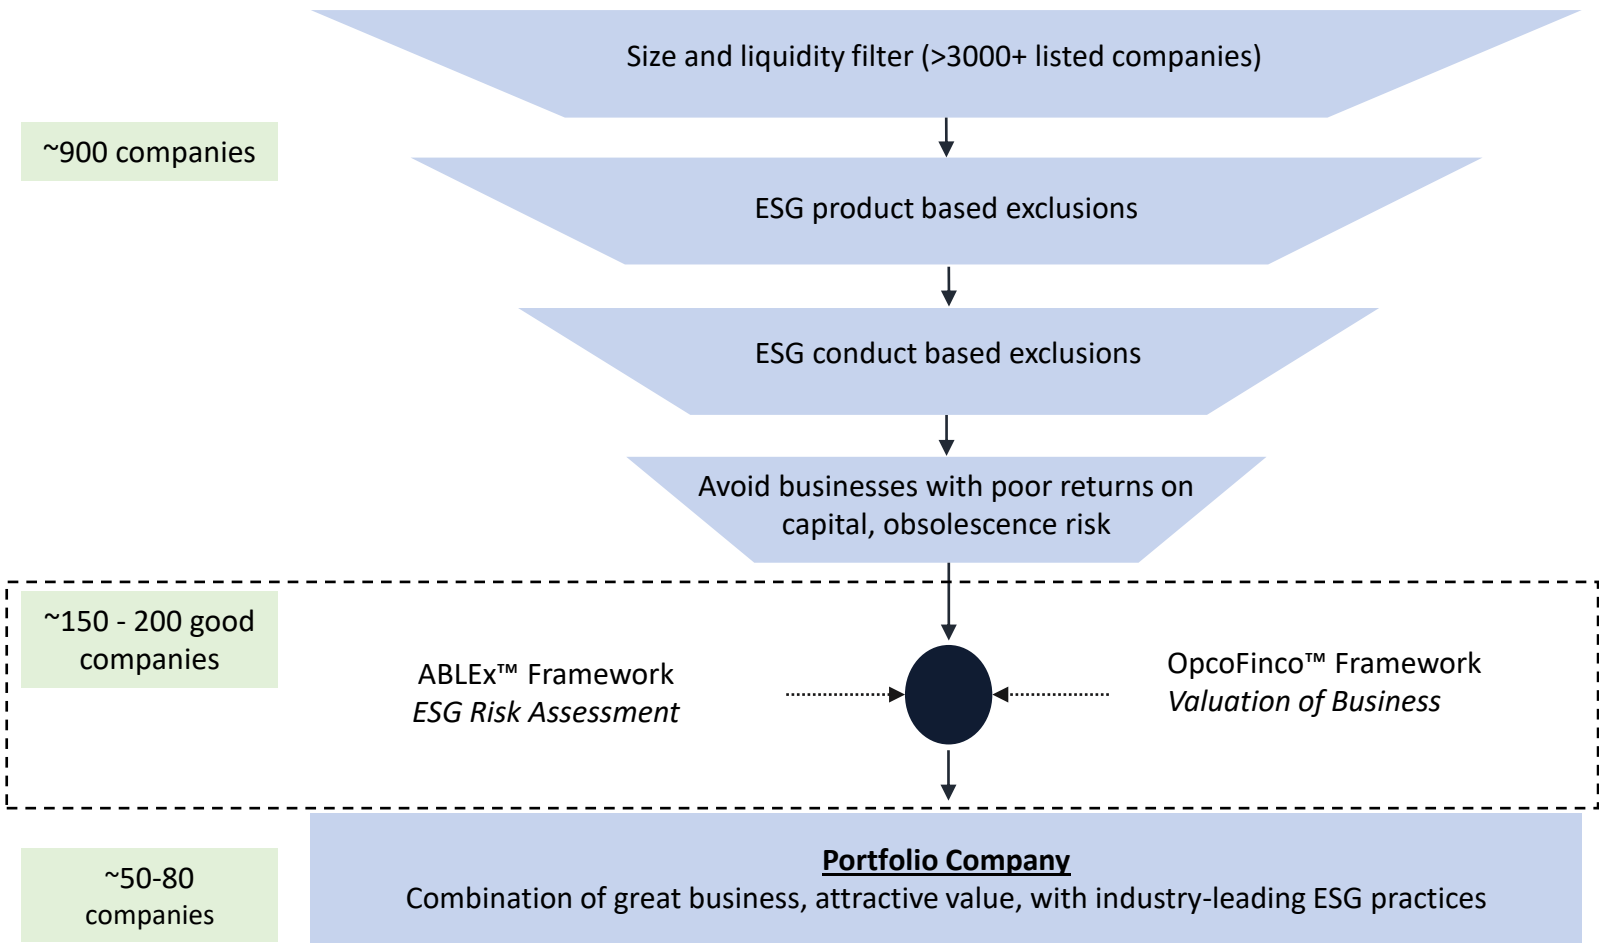 Size and liquidity filter (>3000+ listed companies)
~900 companies
ESG product based exclusions
ESG conduct based exclusions
Avoid businesses with poor returns on
capital, obsolescence risk
~150 - 200 good
companies
ABLEx™ Framework
ESG Risk Assessment
OpcoFinco™ Framework
Valuation of Business
~50-80
companies
Portfolio Company
Combination of great business, attractive value, with industry-leading ESG practices